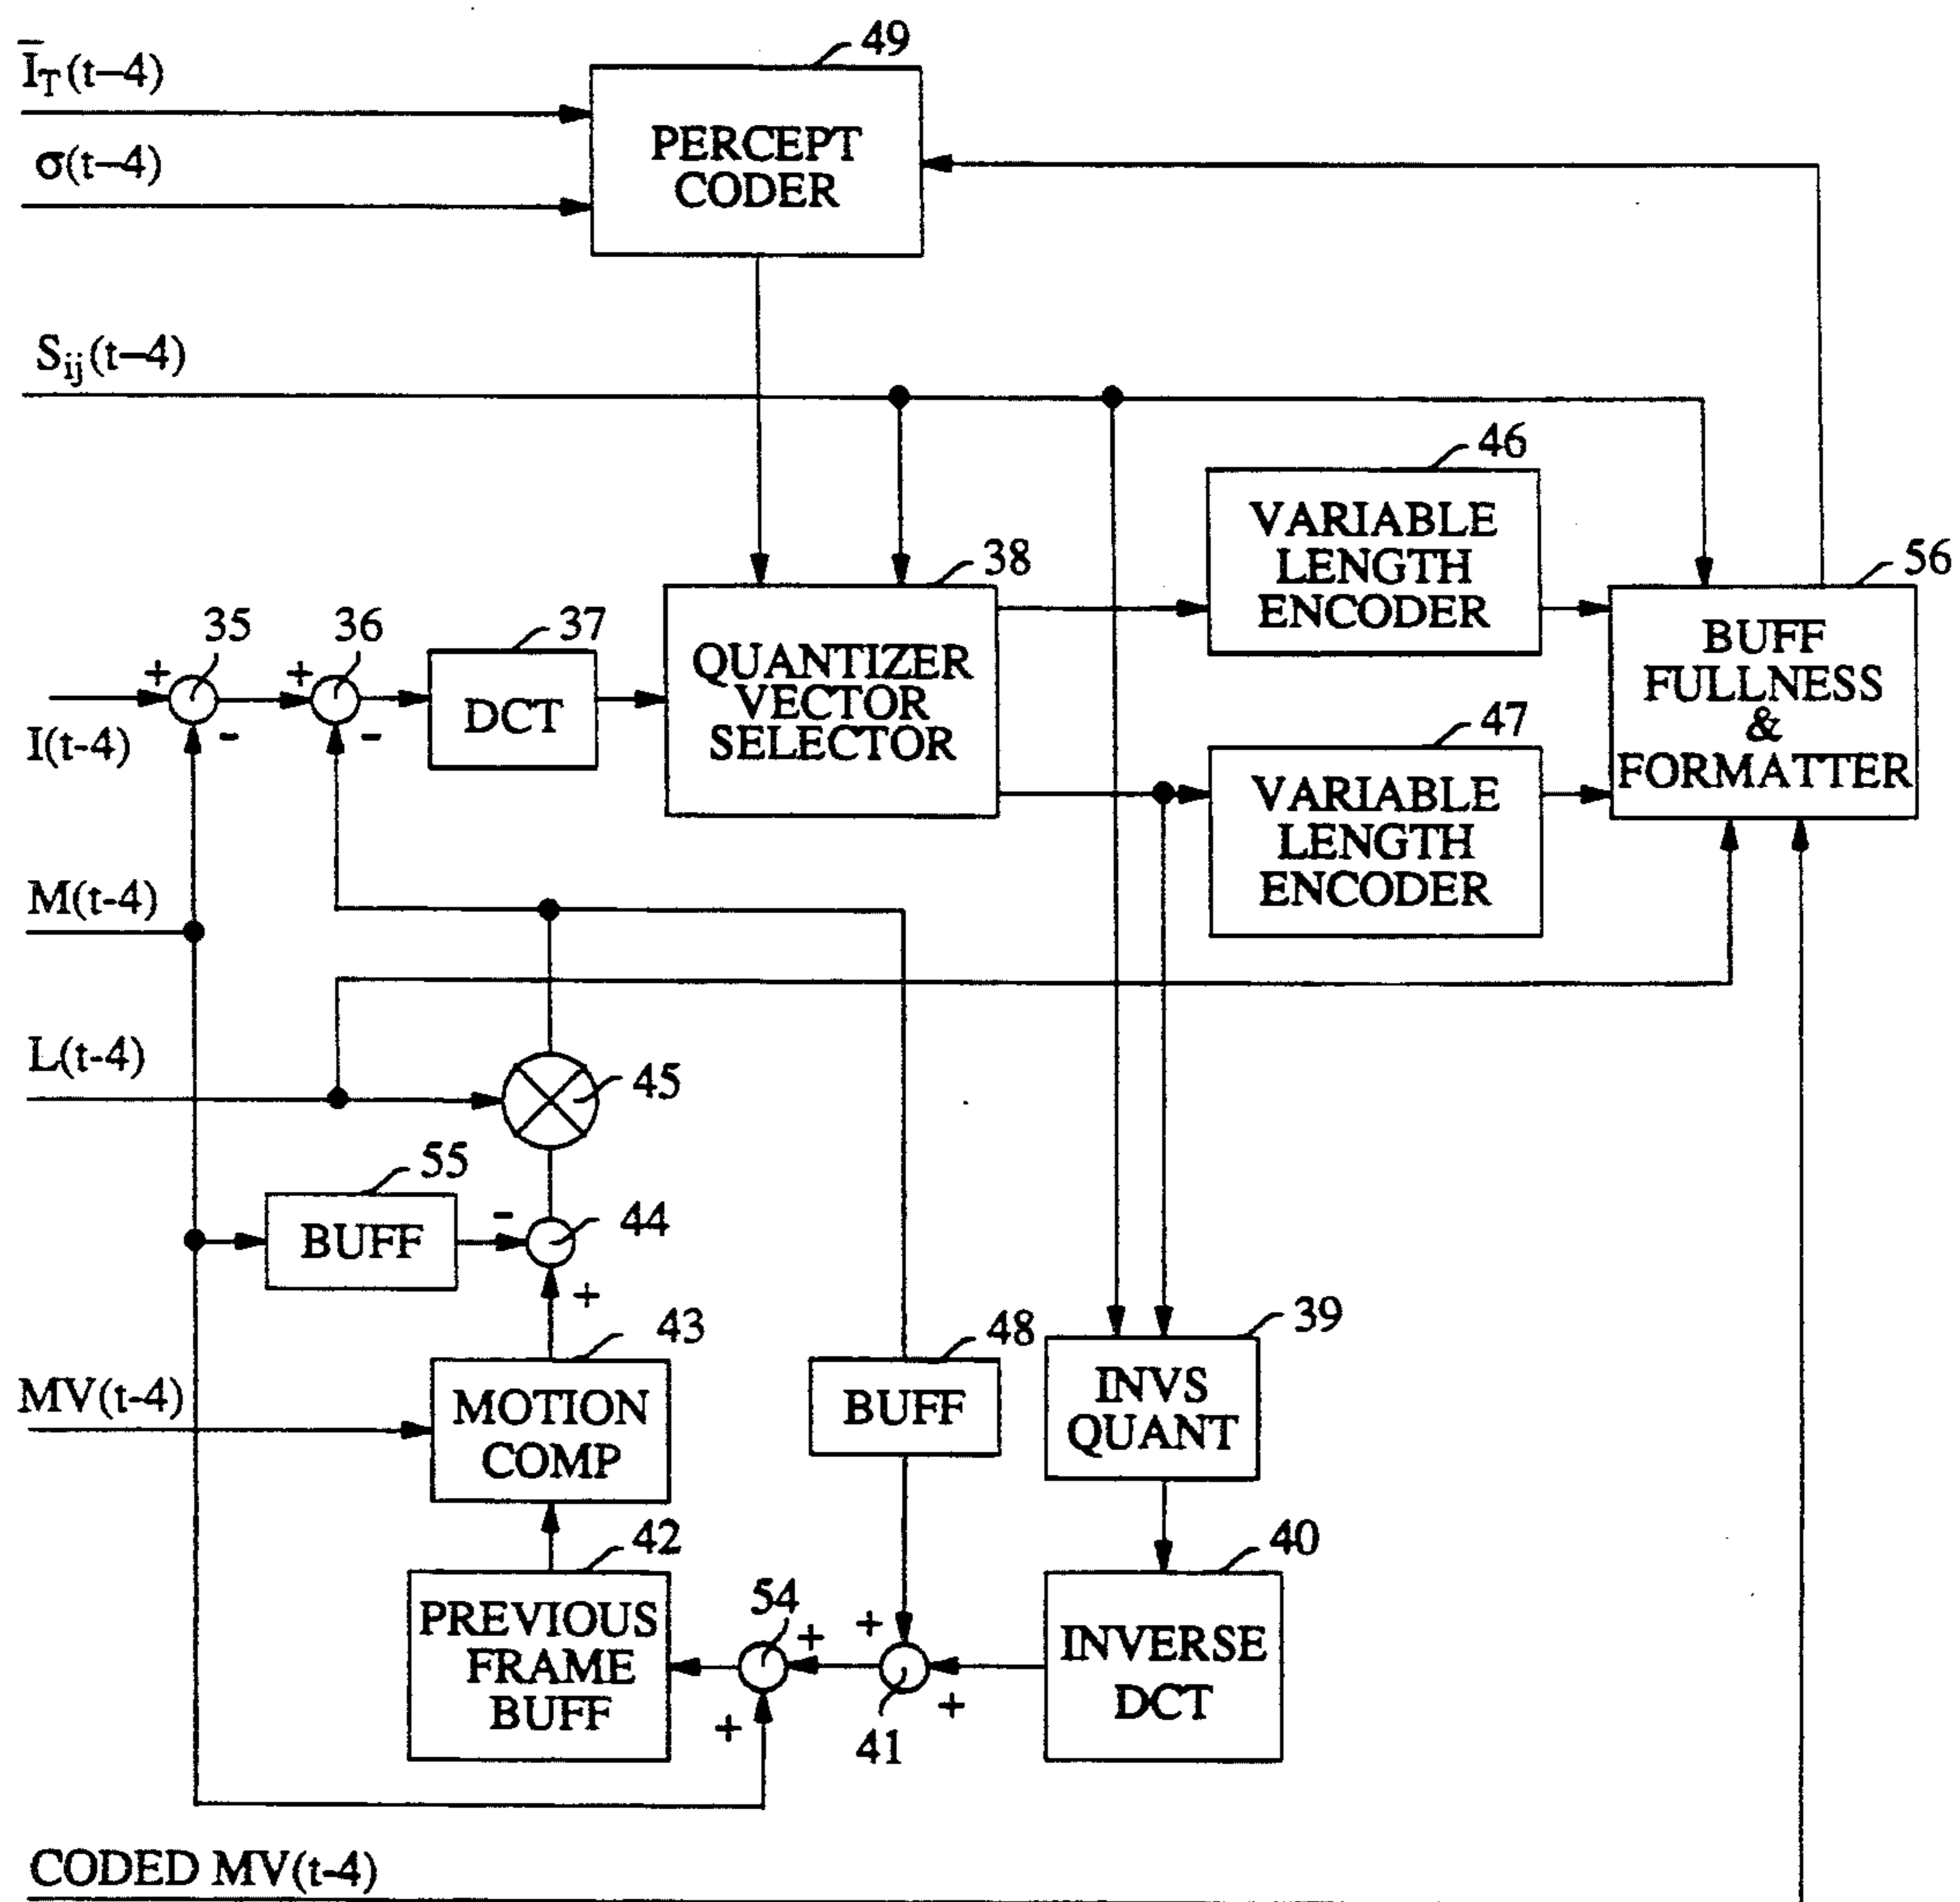 49
Ī_T(t–4)
PERCEPT
CODER
σ(t–4)
S_ij(t–4)
46
VARIABLE
LENGTH
ENCODER
38
56
35
36
37
+
+
QUANTIZER
VECTOR
SELECTOR
BUFF
FULLNESS
&
FORMATTER
DCT
I(t-4)
-
-
47
VARIABLE
LENGTH
ENCODER
M(t-4)
L(t-4)
45
55
BUFF
-
44
+
43
48
39
MV(t-4)
MOTION
COMP
BUFF
INVS
QUANT
42
40
PREVIOUS
FRAME
BUFF
54
+
+
INVERSE
DCT
+
+
41
CODED MV(t-4)